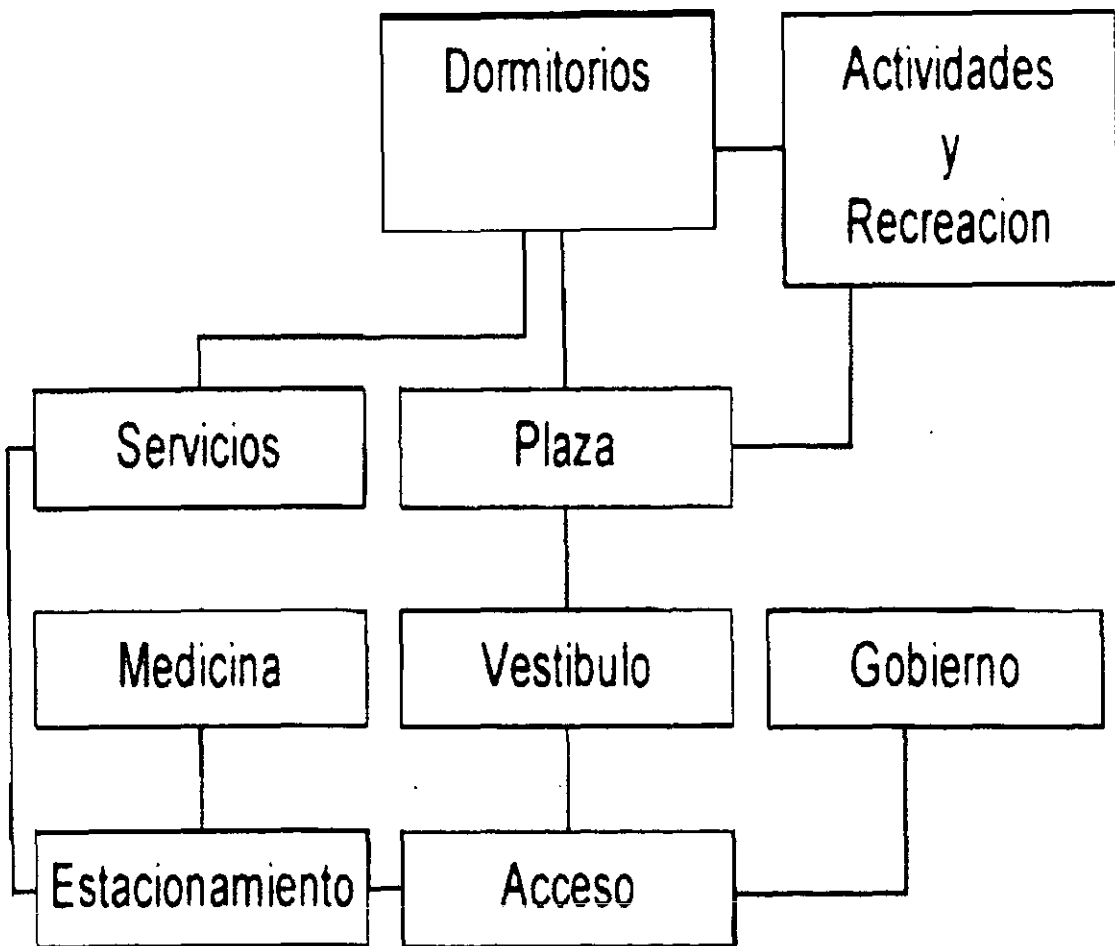 Dormitorios
Actividades
y
Recreacion
Servicios
Plaza
Medicina
Vestibulo
Gobierno
Estacionamiento
Acceso